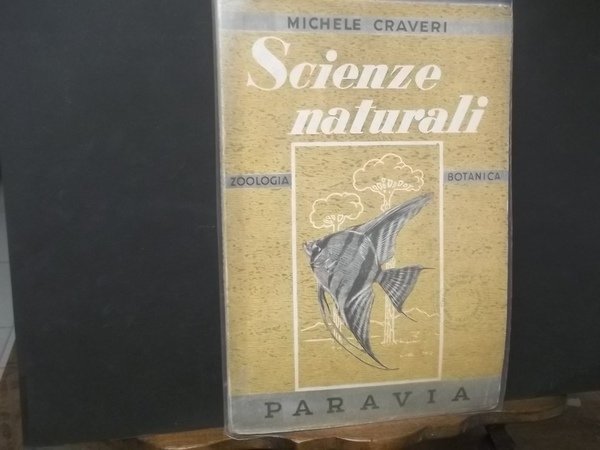 MICHELE CRAVERI
Scienze
naturali
ZOOLOGIA
BOTANICA
PARAVIA